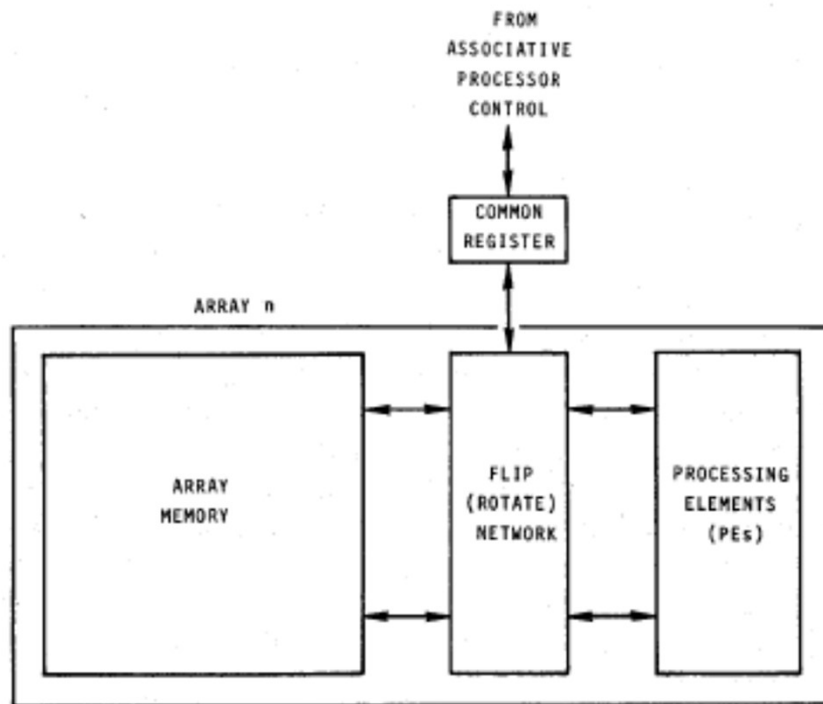 FROM
ASSOCIATIVE
PROCESSOR
CONTROL
COMMON
REGISTER
ARRAY n
ARRAY
MEMORY
FLIP
(ROTATE)
NETWORK
PROCESSING
ELEMENTS
(PEs)